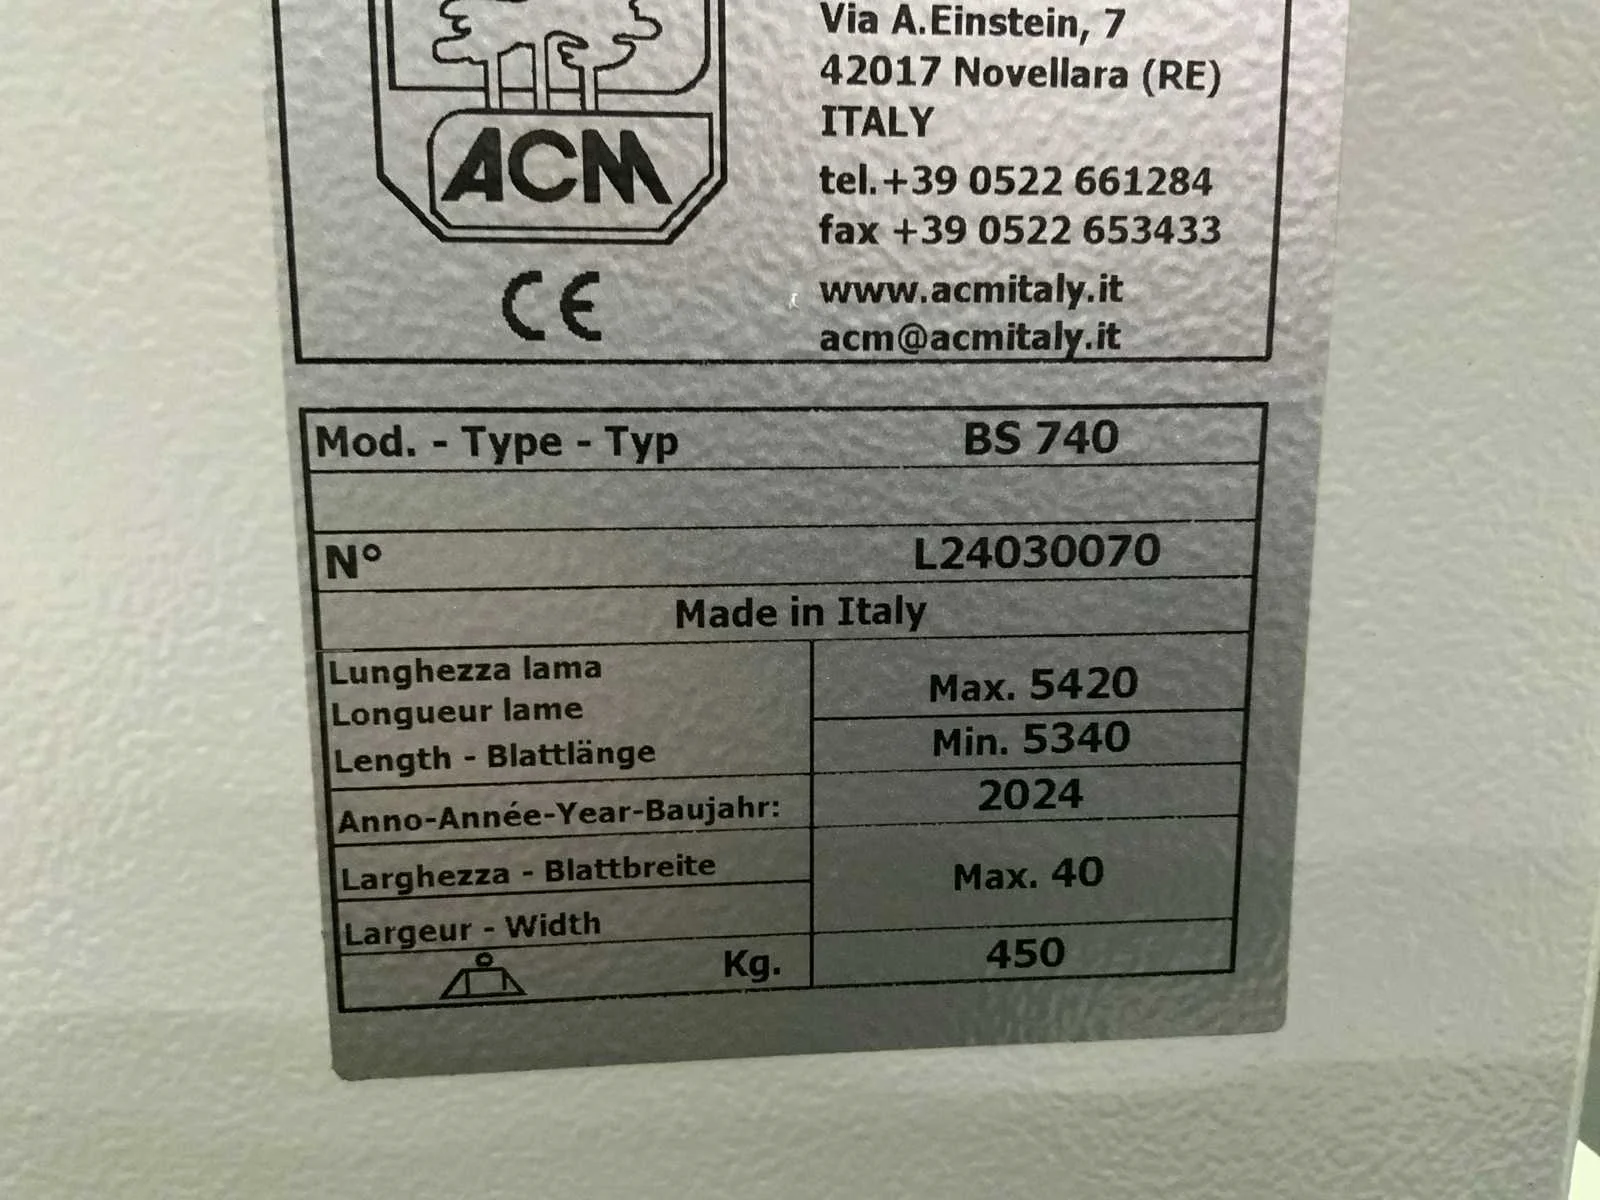 Via A.Einstein, 7
42017 Novellara (RE)
ITALY
tel.+39 0522 661284
fax +39 0522 653433
www.acmitaly.it
acm@acmitaly.it
ACM
CE
Mod. - Type - Typ BS 740
N° L24030070
Made in Italy
Lunghezza lama
Longueur lame
Length - Blattlänge
Max. 5420
Min. 5340
Anno-Année-Year-Baujahr: 2024
Larghezza - Blattbreite
Largeur - Width
Max. 40
Kg. 450